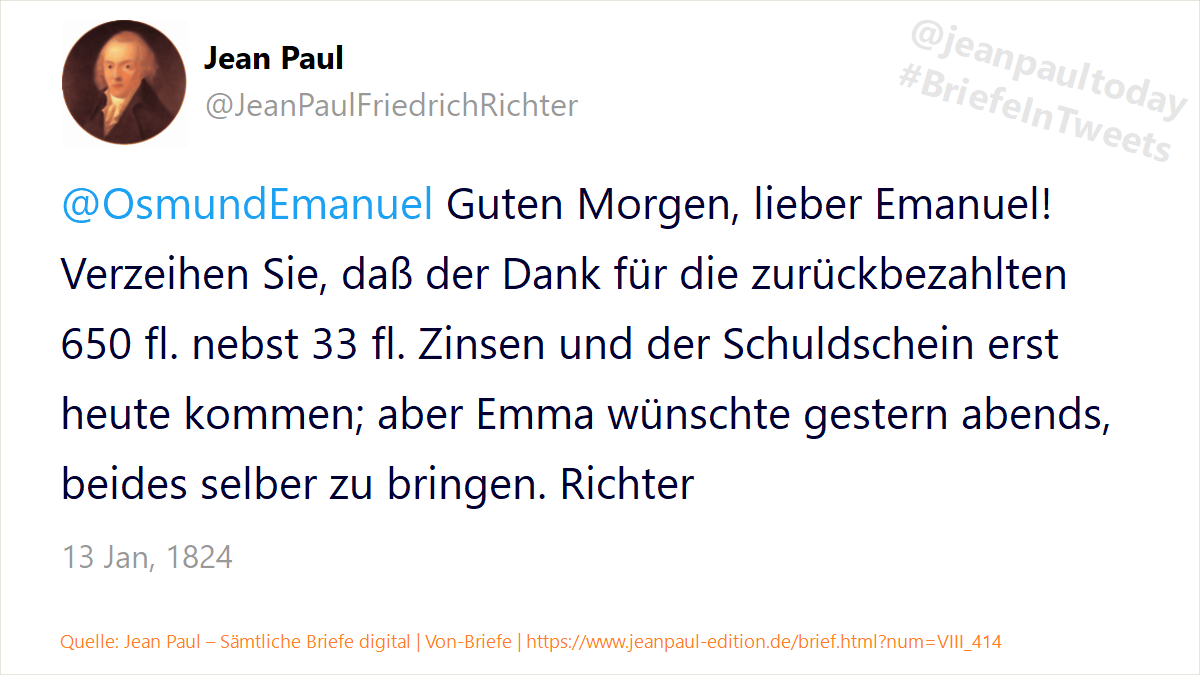 Jean Paul
@JeanPaulFriedrichRichter
@jeanpaultoday
#BriefeInTweets
@OsmundEmanuel Guten Morgen, lieber Emanuel!
Verzeihen Sie, daß der Dank für die zurückbezahlten
650 fl. nebst 33 fl. Zinsen und der Schuldschein erst
heute kommen; aber Emma wünschte gestern abends,
beides selber zu bringen. Richter
13 Jan, 1824
Quelle: Jean Paul – Sämtliche Briefe digital | Von-Briefe | https://www.jeanpaul-edition.de/brief.html?num=VIII_414